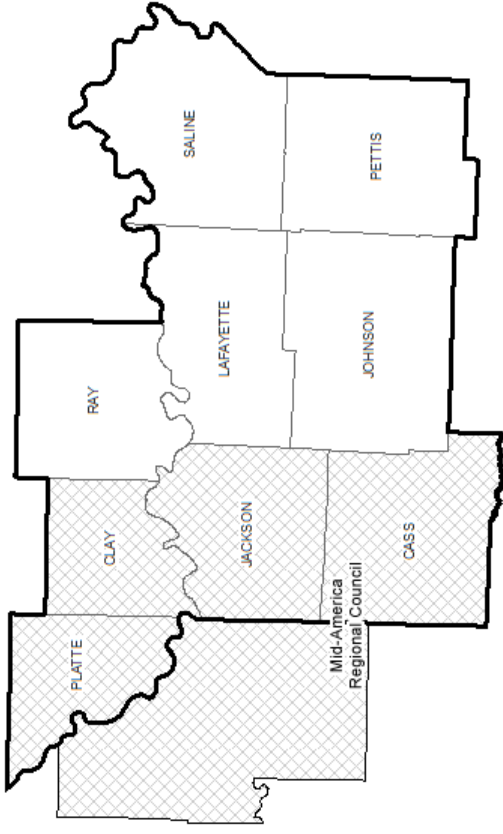 PLATTE
CLAY
RAY
JACKSON
LAFAYETTE
SALINE
CASS
JOHNSON
PETTIS
Mid-America
Regional Council